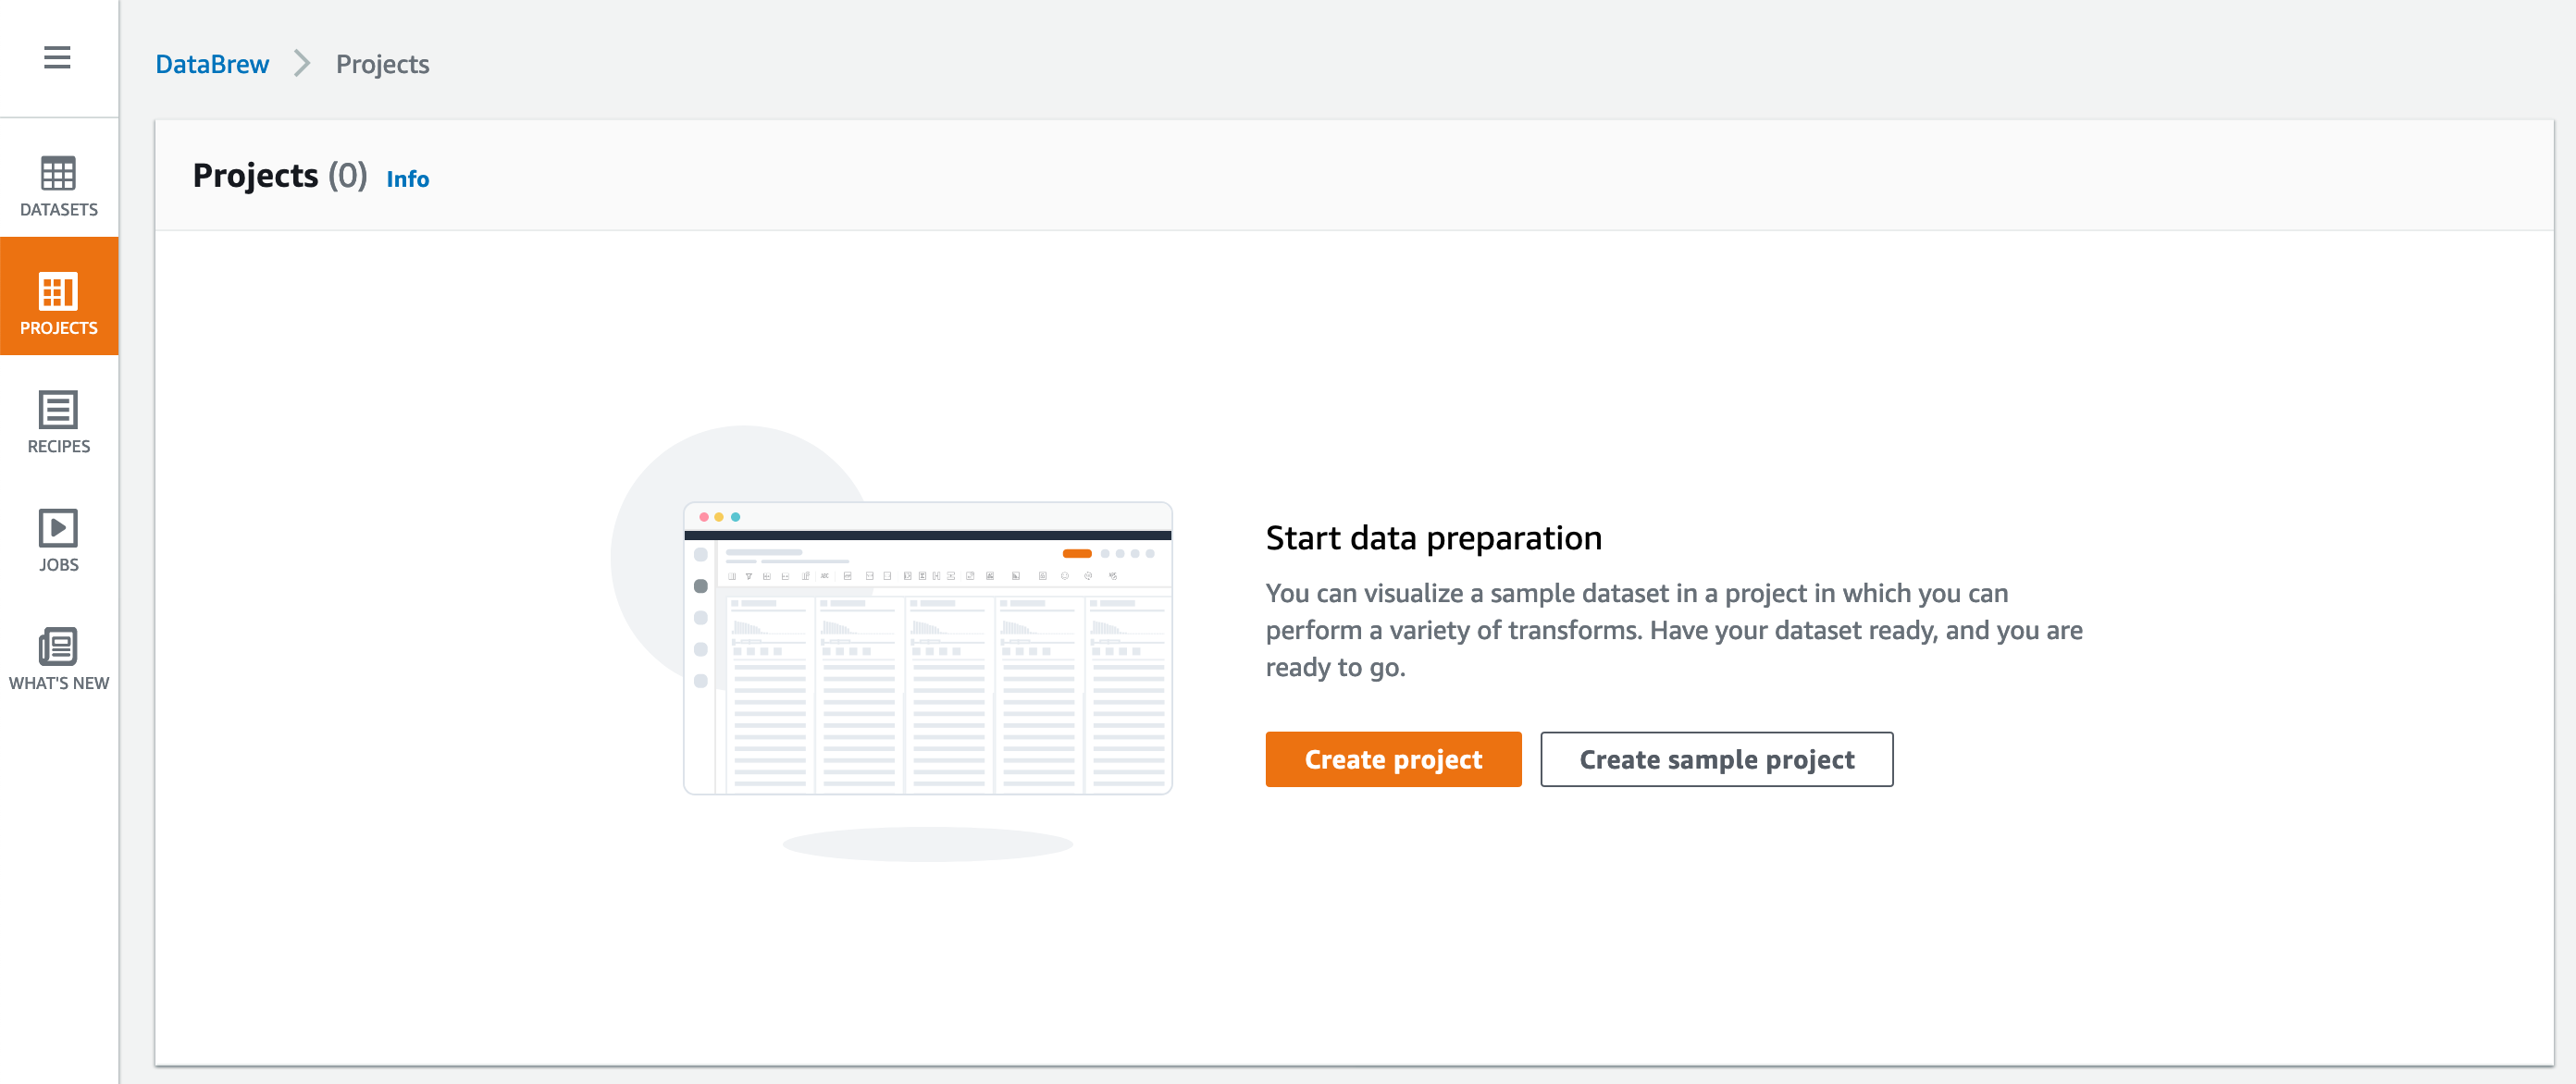 DataBrew > Projects
Projects (0) Info
DATASETS
PROJECTS
RECIPES
JOBS
WHAT'S NEW
Start data preparation
You can visualize a sample dataset in a project in which you can
perform a variety of transforms. Have your dataset ready, and you are
ready to go.
Create project
Create sample project